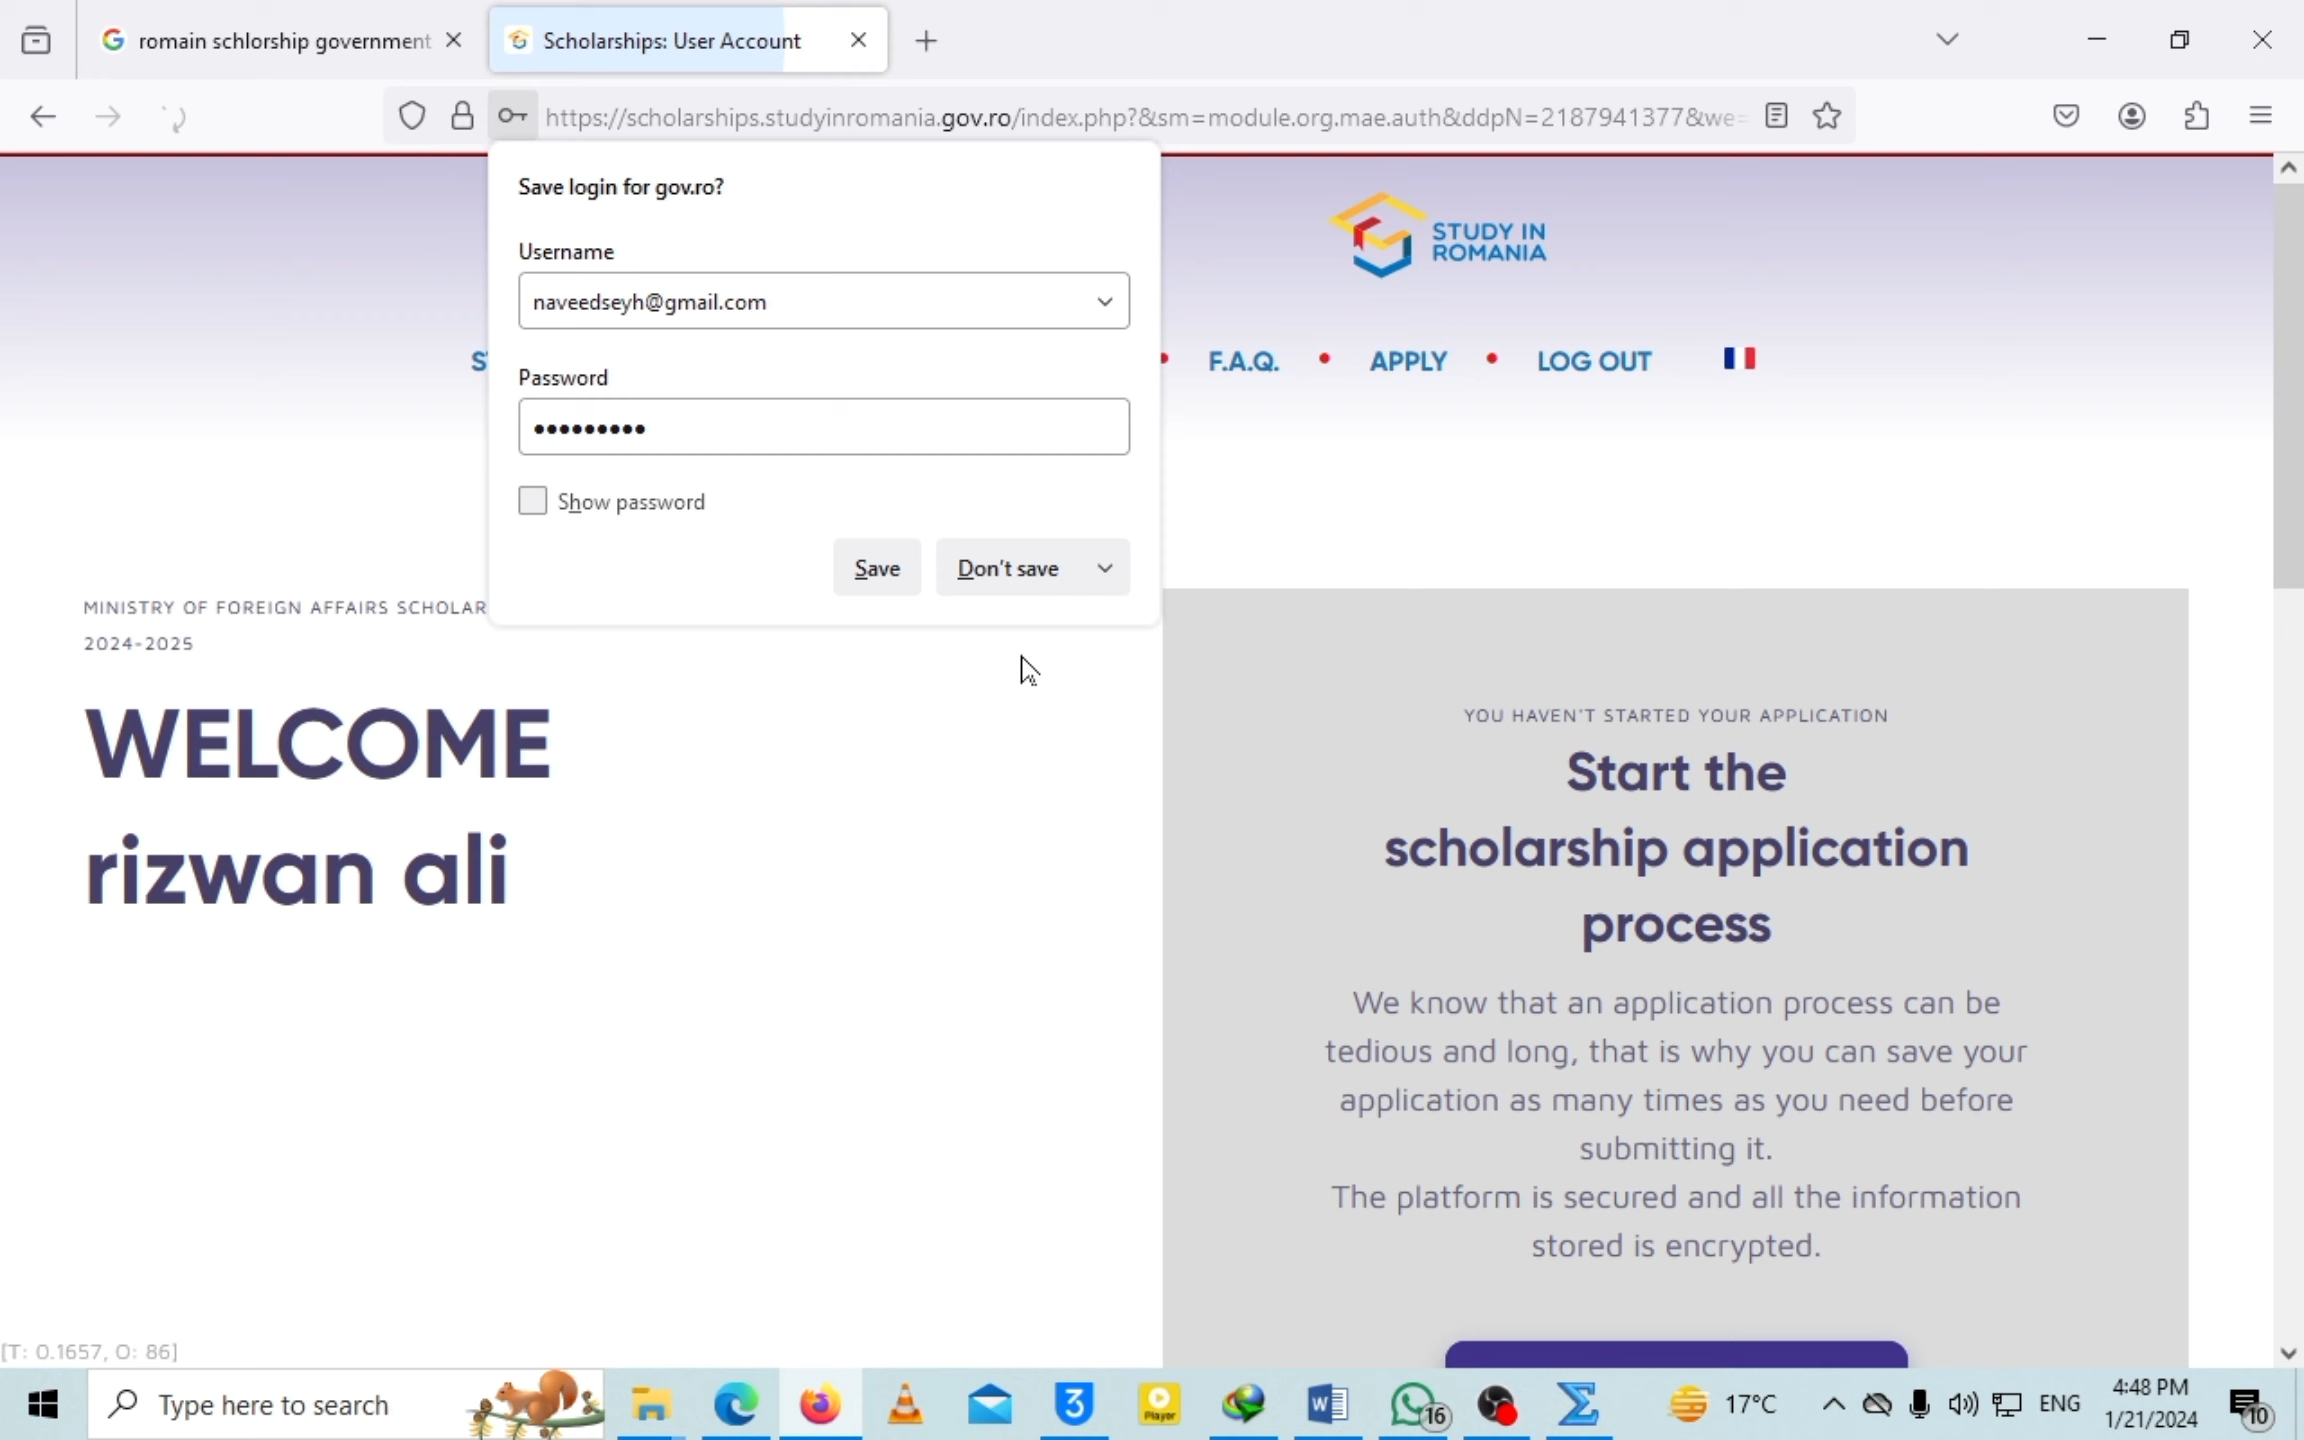 romain schlorship government
Scholarships: User Account
https://scholarships.studyinromania.gov.ro/index.php?&sm=module.org.mae.auth&ddpN=2187941377&we=
Save login for gov.ro?
Username
naveedseyh@gmail.com
Password
•••••••••
Show password
Save
Don't save
STUDY IN
ROMANIA
F.A.Q.
APPLY
LOG OUT
MINISTRY OF FOREIGN AFFAIRS SCHOLAR
2024-2025
WELCOME
rizwan ali
YOU HAVEN'T STARTED YOUR APPLICATION
Start the
scholarship application
process
We know that an application process can be
tedious and long, that is why you can save your
application as many times as you need before
submitting it.
The platform is secured and all the information
stored is encrypted.
[T: 0.1657, O: 86]
Type here to search
3
Player
16
17°C
ENG
4:48 PM
1/21/2024
10